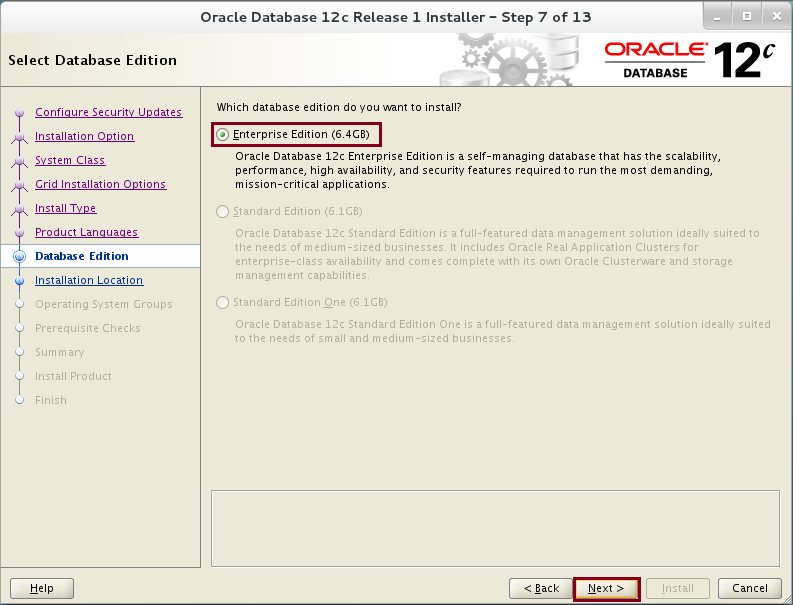 Oracle Database 12c Release 1 Installer - Step 7 of 13
Select Database Edition
ORACLE®
DATABASE
12c
Configure Security Updates
Installation Option
System Class
Grid Installation Options
Install Type
Product Languages
Database Edition
Installation Location
Operating System Groups
Prerequisite Checks
Summary
Install Product
Finish
Which database edition do you want to install?
Enterprise Edition (6.4GB)
Oracle Database 12c Enterprise Edition is a self-managing database that has the scalability,
performance, high availability, and security features required to run the most demanding,
mission-critical applications.
Standard Edition (6.1GB)
Oracle Database 12c Standard Edition is a full-featured data management solution ideally suited to
the needs of medium-sized businesses. It includes Oracle Real Application Clusters for
enterprise-class availability and comes complete with its own Oracle Clusterware and storage
management capabilities.
Standard Edition One (6.1GB)
Oracle Database 12c Standard Edition One is a full-featured data management solution ideally suited
to the needs of small and medium-sized businesses.
Help
< Back
Next >
Install
Cancel